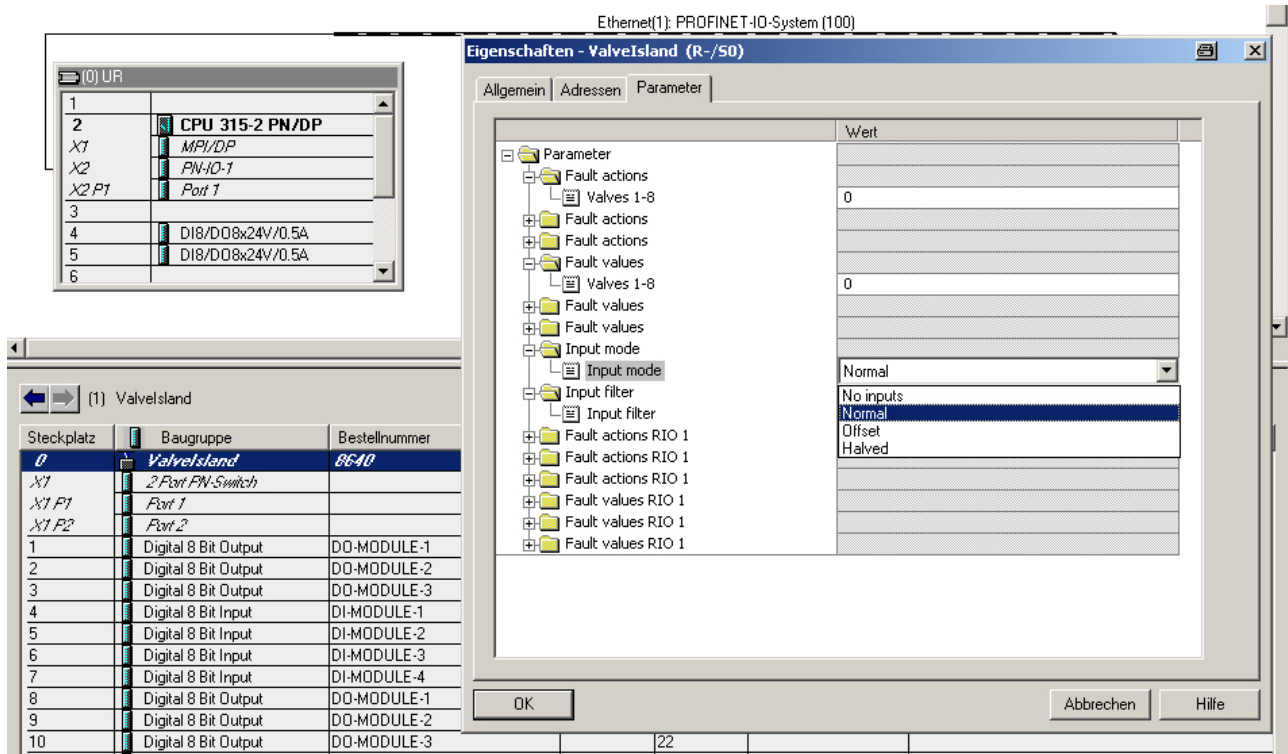 Ethernet(1): PROFINET-IO-System (100)
(0) UR
1
2 CPU 315-2 PN/DP
X1 MPI/DP
X2 PN-IO-1
X2 P1 Port 1
3
4 DI8/DO8x24V/0.5A
5 DI8/DO8x24V/0.5A
6
Eigenschaften - ValveIsland (R-/S0)
Allgemein Adressen Parameter
Wert
Parameter
Fault actions
Valves 1-8 0
Fault actions
Fault actions
Fault values
Valves 1-8 0
Fault values
Fault values
Input mode
Input mode Normal
Input filter
Input filter
Fault actions RIO 1
Fault actions RIO 1
Fault actions RIO 1
Fault values RIO 1
Fault values RIO 1
Fault values RIO 1
No inputs
Normal
Offset
Halved
OK Abbrechen Hilfe
(1) ValveIsland
Steckplatz Baugruppe Bestellnummer
0 ValveIsland 8640
X1 2 Port PN-Switch
X1 P1 Port 1
X1 P2 Port 2
1 Digital 8 Bit Output DO-MODULE-1
2 Digital 8 Bit Output DO-MODULE-2
3 Digital 8 Bit Output DO-MODULE-3
4 Digital 8 Bit Input DI-MODULE-1
5 Digital 8 Bit Input DI-MODULE-2
6 Digital 8 Bit Input DI-MODULE-3
7 Digital 8 Bit Input DI-MODULE-4
8 Digital 8 Bit Output DO-MODULE-1
9 Digital 8 Bit Output DO-MODULE-2
10 Digital 8 Bit Output DO-MODULE-3 22